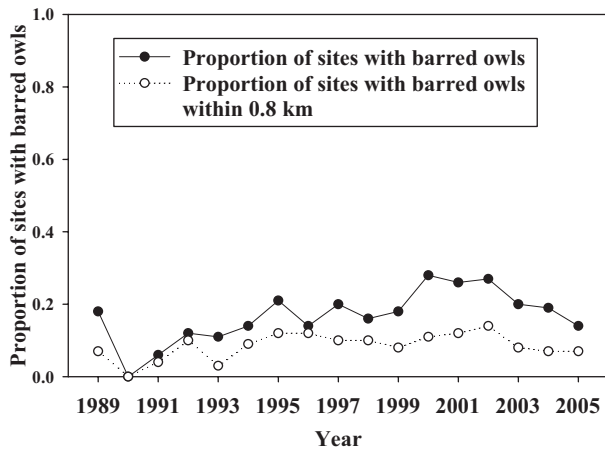 Proportion of sites with barred owls
1.0
0.8
0.6
0.4
0.2
0.0
Proportion of sites with barred owls
Proportion of sites with barred owls
within 0.8 km
1989 1991 1993 1995 1997 1999 2001 2003 2005
Year